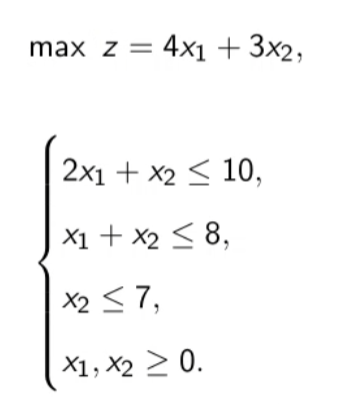 max z = 4x₁ + 3x₂,
2x₁ + x₂ ≤ 10,
x₁ + x₂ ≤ 8,
x₂ ≤ 7,
x₁, x₂ ≥ 0.